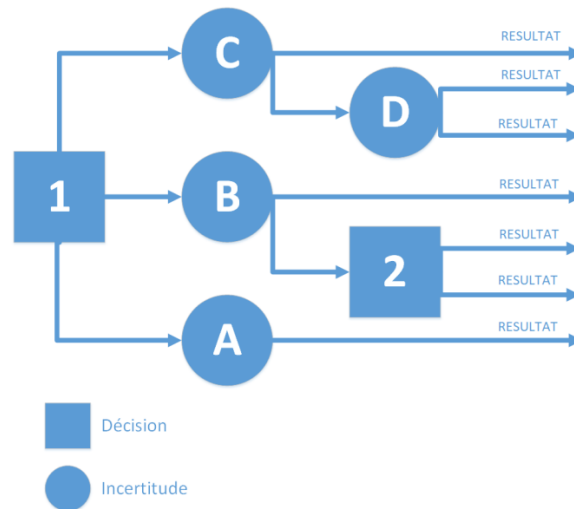 RESULTAT
C
RESULTAT
D
RESULTAT
1
B
RESULTAT
RESULTAT
2
RESULTAT
A
RESULTAT
Décision
Incertitude